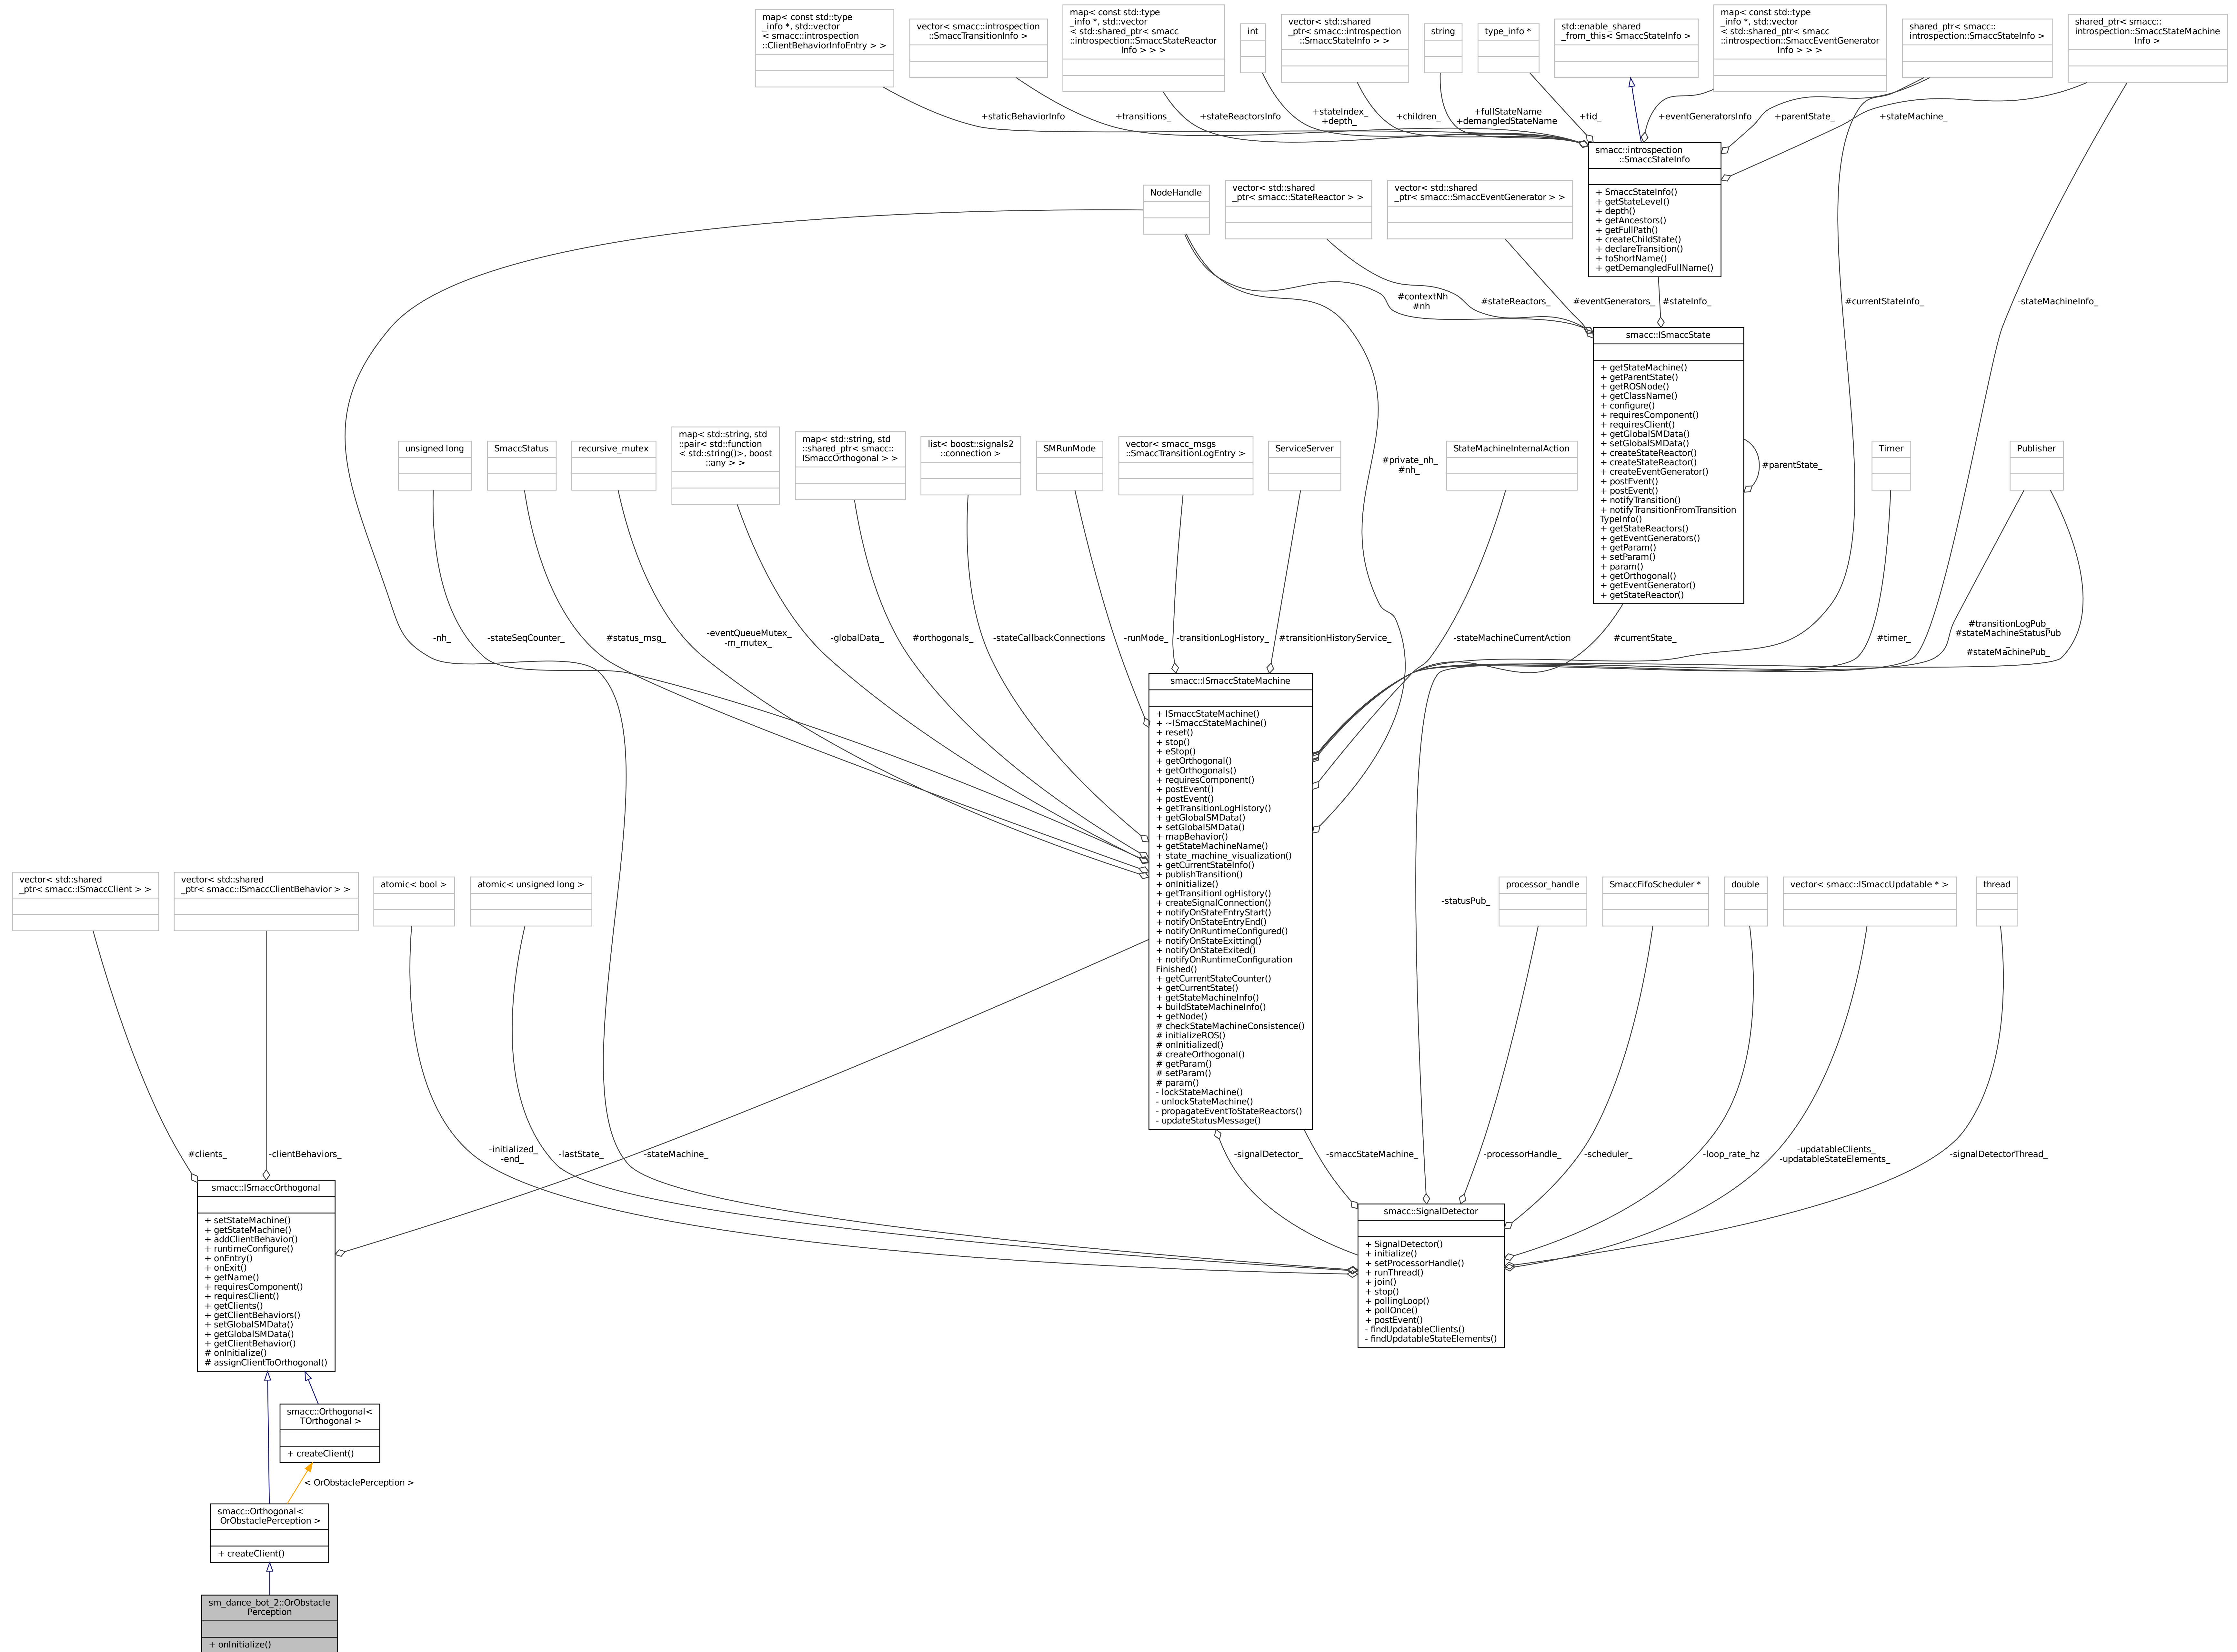 map< const std::type
_info *, std::vector
< smacc::introspection
::ClientBehaviorInfoEntry > >
vector< smacc::introspection
::SmaccTransitionInfo >
map< const std::type
_info *, std::vector
< std::shared_ptr< smacc
::introspection::SmaccStateReactor
Info > > >
int
vector< std::shared
_ptr< smacc::introspection
::SmaccStateInfo > >
string
type_info *
std::enable_shared
_from_this< SmaccStateInfo >
map< const std::type
_info *, std::vector
< std::shared_ptr< smacc
::introspection::SmaccEventGenerator
Info > > >
shared_ptr< smacc::
introspection::SmaccStateInfo >
shared_ptr< smacc::
introspection::SmaccStateMachine
Info >
+staticBehaviorInfo
+transitions_
+stateReactorsInfo
+stateIndex_
+depth_
+children_
+fullStateName
+demangledStateName
+tid_
+eventGeneratorsInfo
+parentState_
+stateMachine_
smacc::introspection
::SmaccStateInfo
+ SmaccStateInfo()
+ getStateLevel()
+ depth()
+ getAncestors()
+ getFullPath()
+ createChildState()
+ declareTransition()
+ toShortName()
+ getDemangledFullName()
NodeHandle
vector< std::shared
_ptr< smacc::StateReactor > >
vector< std::shared
_ptr< smacc::SmaccEventGenerator > >
#contextNh
#nh
#stateReactors_
#eventGenerators_
#stateInfo_
#currentStateInfo_
-stateMachineInfo_
smacc::ISmaccState
+ getStateMachine()
+ getParentState()
+ getROSNode()
+ getClassName()
+ configure()
+ requiresComponent()
+ requiresClient()
+ getGlobalSMData()
+ setGlobalSMData()
+ createStateReactor()
+ createStateReactor()
+ createEventGenerator()
+ postEvent()
+ postEvent()
+ notifyTransition()
+ notifyTransitionFromTransition
TypeInfo()
+ getStateReactors()
+ getEventGenerators()
+ getParam()
+ setParam()
+ param()
+ getOrthogonal()
+ getEventGenerator()
+ getStateReactor()
#parentState_
unsigned long
SmaccStatus
recursive_mutex
map< std::string, std
::pair< std::function
< std::string()>, boost
::any > >
map< std::string, std
::shared_ptr< smacc::
ISmaccOrthogonal > >
list< boost::signals2
::connection >
SMRunMode
vector< smacc_msgs
::SmaccTransitionLogEntry >
ServiceServer
#private_nh_
#nh_
StateMachineInternalAction
Timer
Publisher
-nh_
-stateSeqCounter_
#status_msg_
-eventQueueMutex_
-m_mutex_
-globalData_
#orthogonals_
-stateCallbackConnections
-runMode_
-transitionLogHistory_
#transitionHistoryService_
-stateMachineCurrentAction
#currentState_
#timer_
#transitionLogPub_
#stateMachineStatusPub
_
#stateMachinePub_
smacc::ISmaccStateMachine
+ ISmaccStateMachine()
+ ~ISmaccStateMachine()
+ reset()
+ stop()
+ eStop()
+ getOrthogonal()
+ getOrthogonals()
+ requiresComponent()
+ postEvent()
+ postEvent()
+ getTransitionLogHistory()
+ getGlobalSMData()
+ setGlobalSMData()
+ mapBehavior()
+ getStateMachineName()
+ state_machine_visualization()
+ getCurrentStateInfo()
+ publishTransition()
+ onInitialize()
+ getTransitionLogHistory()
+ createSignalConnection()
+ notifyOnStateEntryStart()
+ notifyOnStateEntryEnd()
+ notifyOnRuntimeConfigured()
+ notifyOnStateExitting()
+ notifyOnStateExited()
+ notifyOnRuntimeConfiguration
Finished()
+ getCurrentStateCounter()
+ getCurrentState()
+ getStateMachineInfo()
+ buildStateMachineInfo()
+ getNode()
# checkStateMachineConsistence()
# initializeROS()
# onInitialized()
# createOrthogonal()
# getParam()
# setParam()
# param()
- lockStateMachine()
- unlockStateMachine()
- propagateEventToStateReactors()
- updateStatusMessage()
vector< std::shared
_ptr< smacc::ISmaccClient > >
vector< std::shared
_ptr< smacc::ISmaccClientBehavior > >
atomic< bool >
atomic< unsigned long >
-statusPub_
processor_handle
SmaccFifoScheduler *
double
vector< smacc::ISmaccUpdatable * >
thread
#clients_
-clientBehaviors_
-initialized_
-end_
-lastState_
-stateMachine_
-signalDetector_
-smaccStateMachine_
-processorHandle_
-scheduler_
-loop_rate_hz
-updatableClients_
-updatableStateElements_
-signalDetectorThread_
smacc::ISmaccOrthogonal
+ setStateMachine()
+ getStateMachine()
+ addClientBehavior()
+ runtimeConfigure()
+ onEntry()
+ onExit()
+ getName()
+ requiresComponent()
+ requiresClient()
+ getClients()
+ getClientBehaviors()
+ setGlobalSMData()
+ getGlobalSMData()
+ getClientBehavior()
# onInitialize()
# assignClientToOrthogonal()
smacc::SignalDetector
+ SignalDetector()
+ initialize()
+ setProcessorHandle()
+ runThread()
+ join()
+ stop()
+ pollingLoop()
+ pollOnce()
+ postEvent()
- findUpdatableClients()
- findUpdatableStateElements()
smacc::Orthogonal<
TOrthogonal >
+ createClient()
< OrObstaclePerception >
smacc::Orthogonal<
OrObstaclePerception >
+ createClient()
sm_dance_bot_2::OrObstacle
Perception
+ onInitialize()